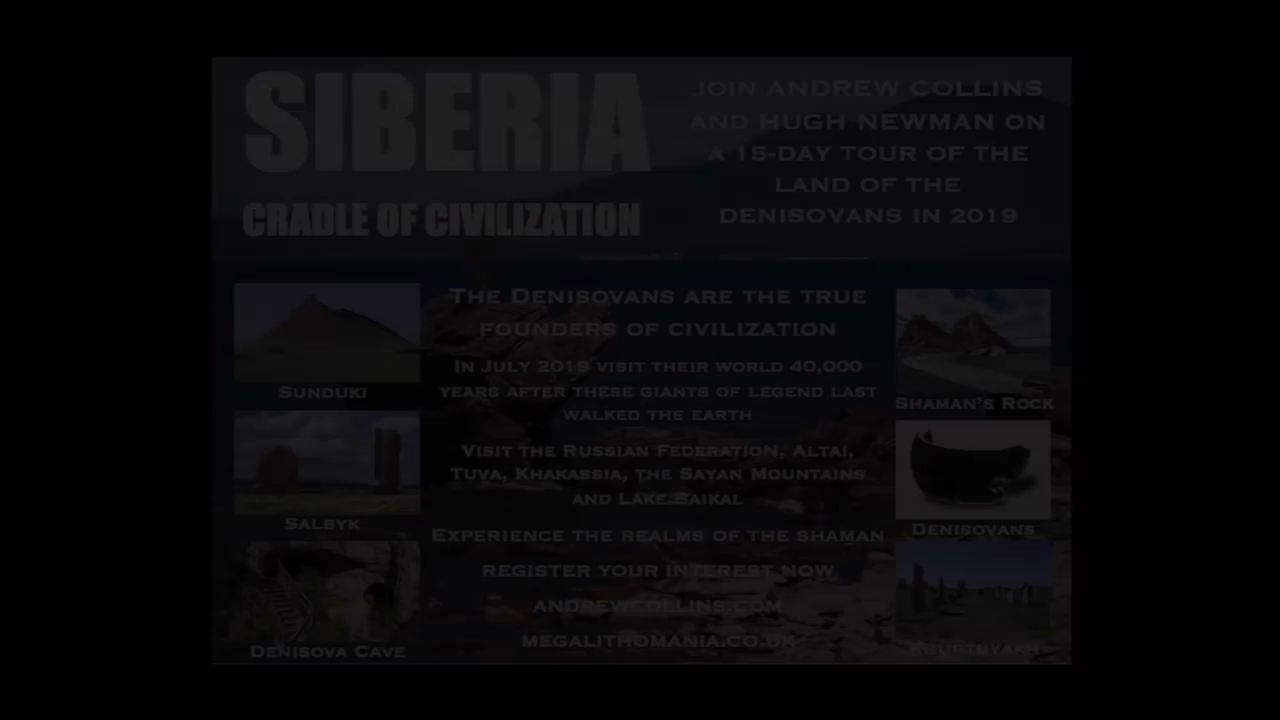 SIBERIA
CRADLE OF CIVILIZATION
JOIN ANDREW COLLINS
AND HUGH NEWMAN ON
A 15-DAY TOUR OF THE
LAND OF THE
DENISOVANS IN 2019
THE DENISOVANS ARE THE TRUE
FOUNDERS OF CIVILIZATION
IN JULY 2019 VISIT THEIR WORLD 40,000
YEARS AFTER THESE GIANTS OF LEGEND LAST
WALKED THE EARTH
VISIT THE RUSSIAN FEDERATION, ALTAI,
TUVA, KHAKASSIA, THE SAYAN MOUNTAINS
AND LAKE BAIKAL
EXPERIENCE THE REALMS OF THE SHAMAN
REGISTER YOUR INTEREST NOW
ANDREWCOLLINS.COM
MEGALITHOMANIA.CO.UK
SUNDUKI
SALBYK
DENISOVA CAVE
SHAMAN'S ROCK
DENISOVANS
KHURTUYAKH